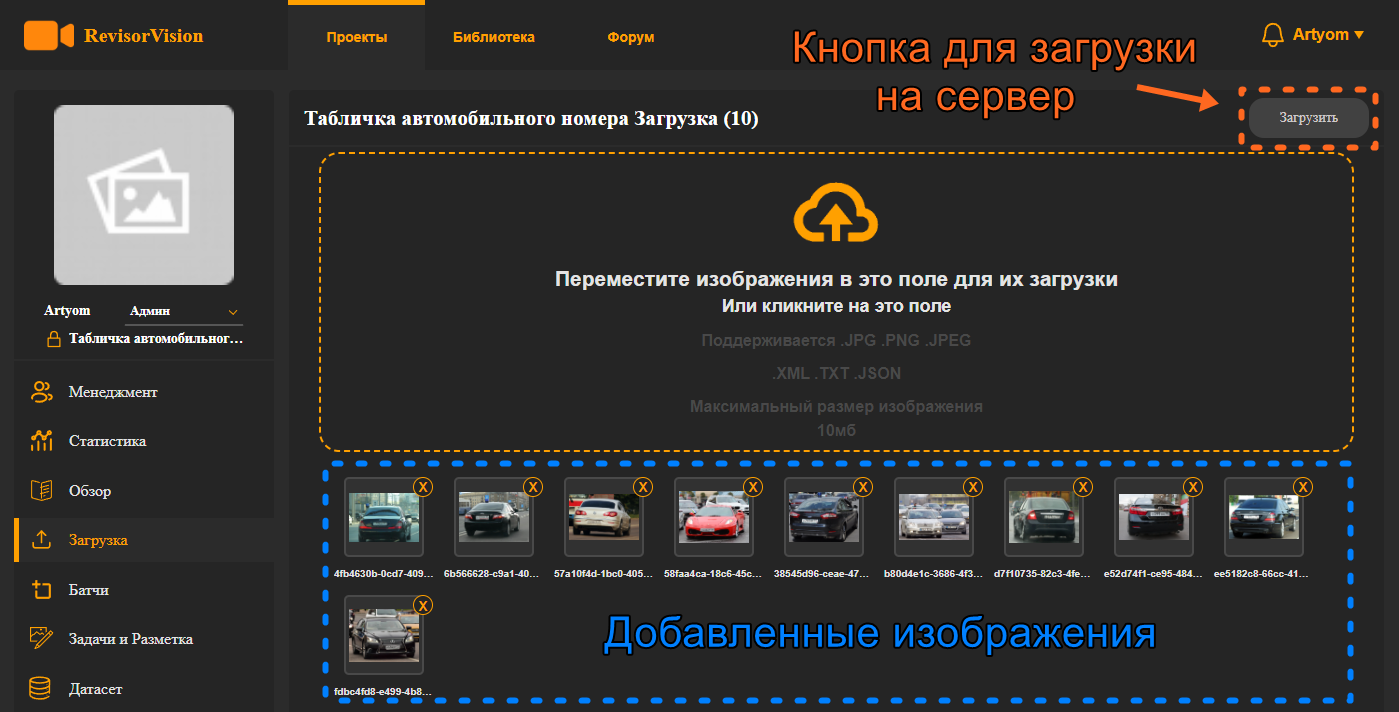 RevisorVision
Проекты
Библиотека
Форум
Artyom
Кнопка для загрузки
на сервер
Табличка автомобильного номера Загрузка (10)
Загрузить
Переместите изображения в это поле для их загрузки
Или кликните на это поле
Поддерживается .JPG .PNG .JPEG
.XML .TXT .JSON
Максимальный размер изображения
10мб
Artyom
Админ
Табличка автомобильног...
Менеджмент
Статистика
Обзор
Загрузка
Батчи
Задачи и Разметка
Датасет
X X X X X X X X X
4fb4630b-0cd7-409... 6b566628-c9a1-40... 57a10f4d-1bc0-405... 58faa4ca-18c6-45c... 38545d96-ceae-47... b80d4e1c-3686-4f3... d7f10735-82c3-4fe... e52d74f1-ce95-484... ee5182c8-66cc-41...
X
fdbc4fd8-e499-4b8...
Добавленные изображения